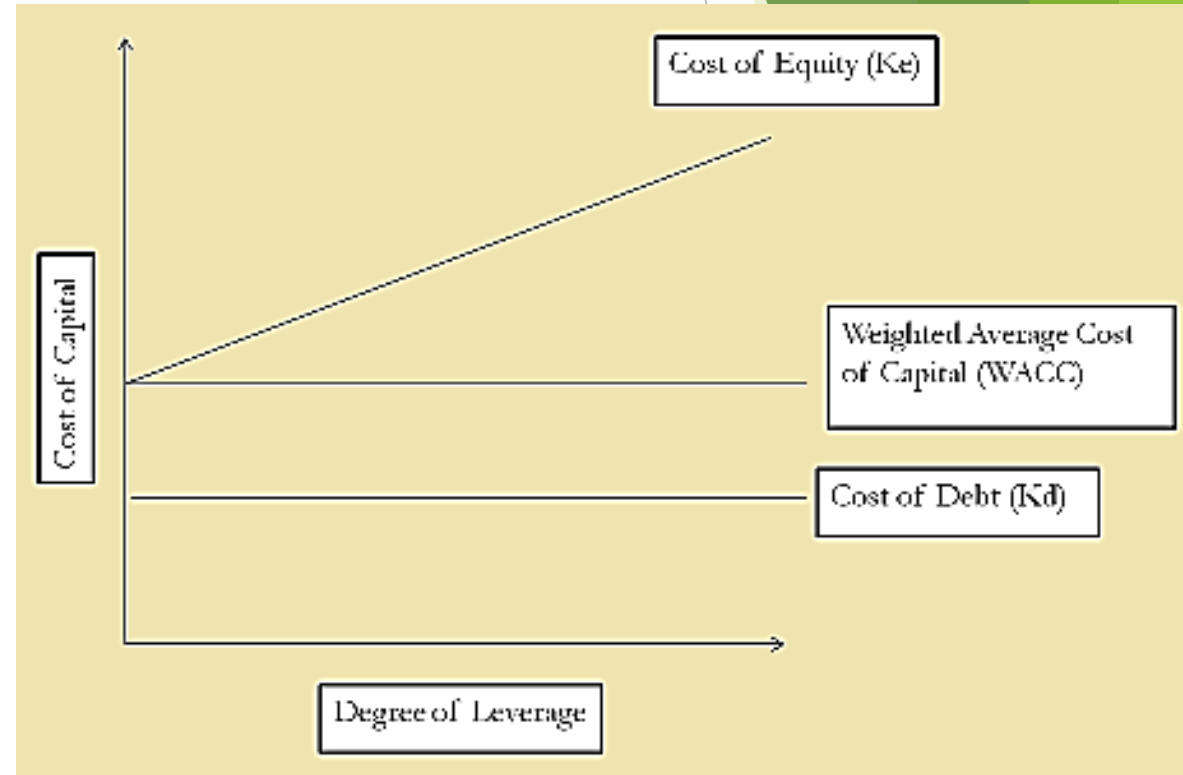 Cost of Equity (Ke)
Cost of Capital
Weighted Average Cost
of Capital (WACC)
Cost of Debt (Kd)
Degree of Leverage